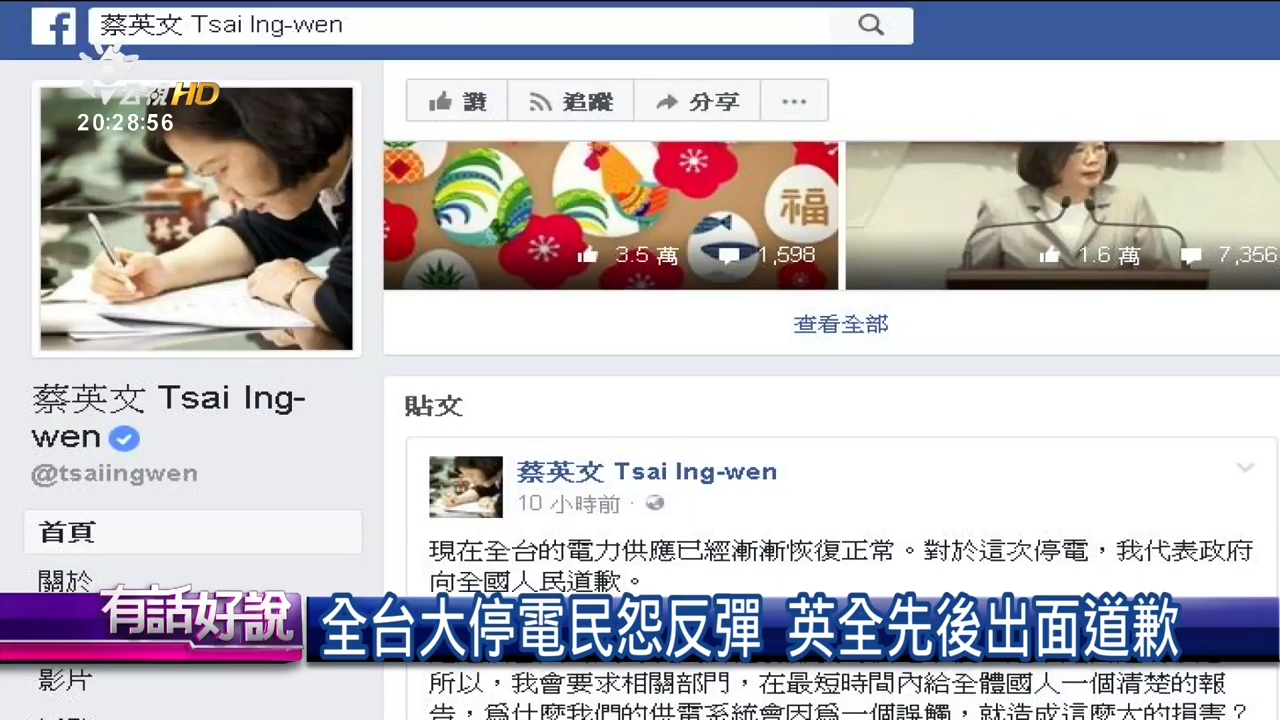 蔡英文 Tsai Ing-wen
公視HD
20:28:56
讚
追蹤
分享
福
3.5 萬
1,598
1.6 萬
7,356
查看全部
蔡英文 Tsai Ing-
wen
@tsaiingwen
首頁
關於
影片
貼文
蔡英文 Tsai Ing-wen
10 小時前
現在全台的電力供應已經漸漸恢復正常。對於這次停電，我代表政府
向全國人民道歉。
有話好說
全台大停電民怨反彈 英全先後出面道歉
所以，我會要求相關部門，在最短時間內給全體國人一個清楚的報
告，為什麼我們的供電系統會因為一個誤觸，就造成這麼大的損害？